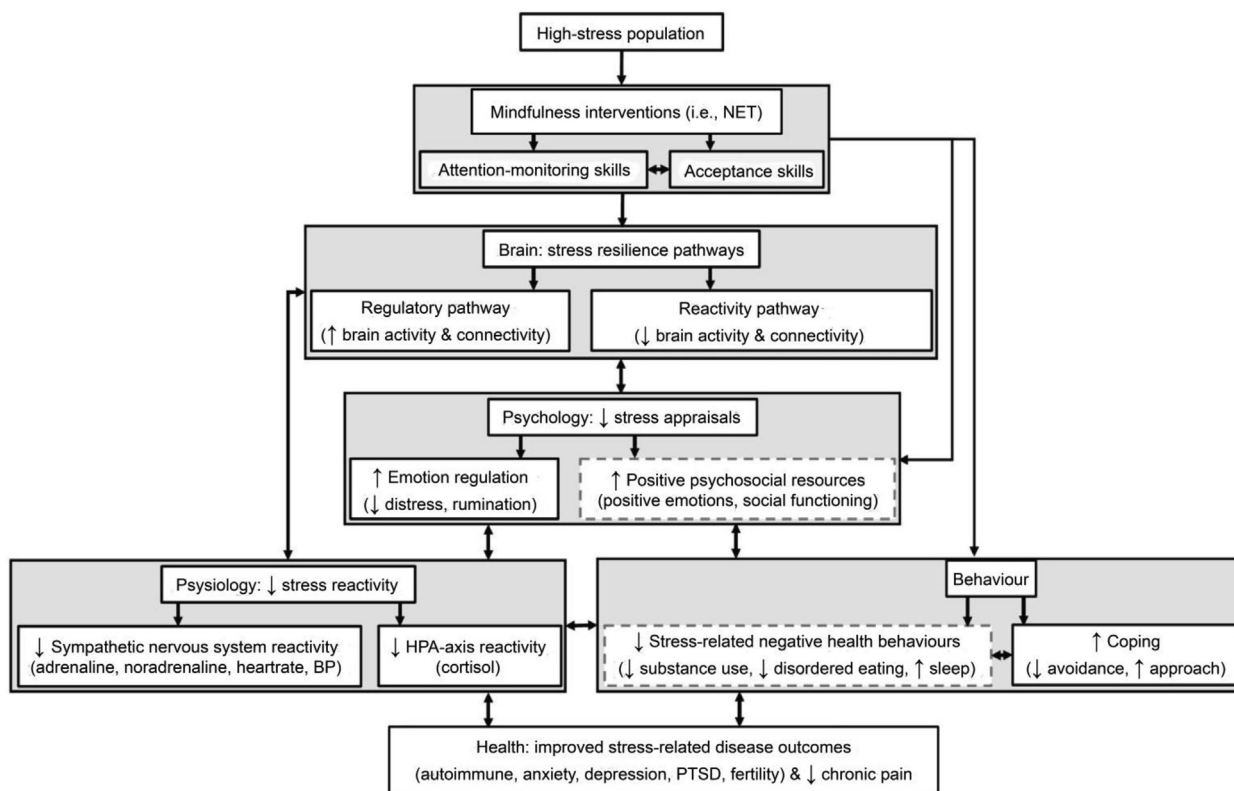 High-stress population
Mindfulness interventions (i.e., NET)
Attention-monitoring skills
Acceptance skills
Brain: stress resilience pathways
Regulatory pathway
(↑ brain activity & connectivity)
Reactivity pathway
(↓ brain activity & connectivity)
Psychology: ↓ stress appraisals
↑ Emotion regulation
(↓ distress, rumination)
↑ Positive psychosocial resources
(positive emotions, social functioning)
Psysiology: ↓ stress reactivity
↓ Sympathetic nervous system reactivity
(adrenaline, noradrenaline, heartrate, BP)
↓ HPA-axis reactivity
(cortisol)
Behaviour
↓ Stress-related negative health behaviours
(↓ substance use, ↓ disordered eating, ↑ sleep)
↑ Coping
(↓ avoidance, ↑ approach)
Health: improved stress-related disease outcomes
(autoimmune, anxiety, depression, PTSD, fertility) & ↓ chronic pain